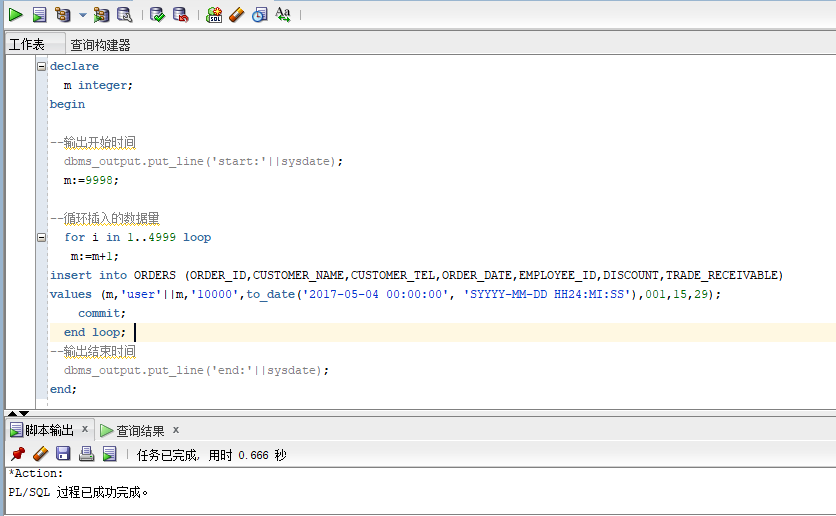 SQL
Aa
工作表 查询构建器
declare
m integer;
begin
--输出开始时间
dbms_output.put_line('start:'||sysdate);
m:=9998;
--循环插入的数据量
for i in 1..4999 loop
m:=m+1;
insert into ORDERS (ORDER_ID,CUSTOMER_NAME,CUSTOMER_TEL,ORDER_DATE,EMPLOYEE_ID,DISCOUNT,TRADE_RECEIVABLE)
values (m,'user'||m,'10000',to_date('2017-05-04 00:00:00', 'SYYYY-MM-DD HH24:MI:SS'),001,15,29);
commit;
end loop;
--输出结束时间
dbms_output.put_line('end:'||sysdate);
end;
脚本输出 x 查询结果 x
任务已完成, 用时 0.666 秒
*Action:
PL/SQL 过程已成功完成。